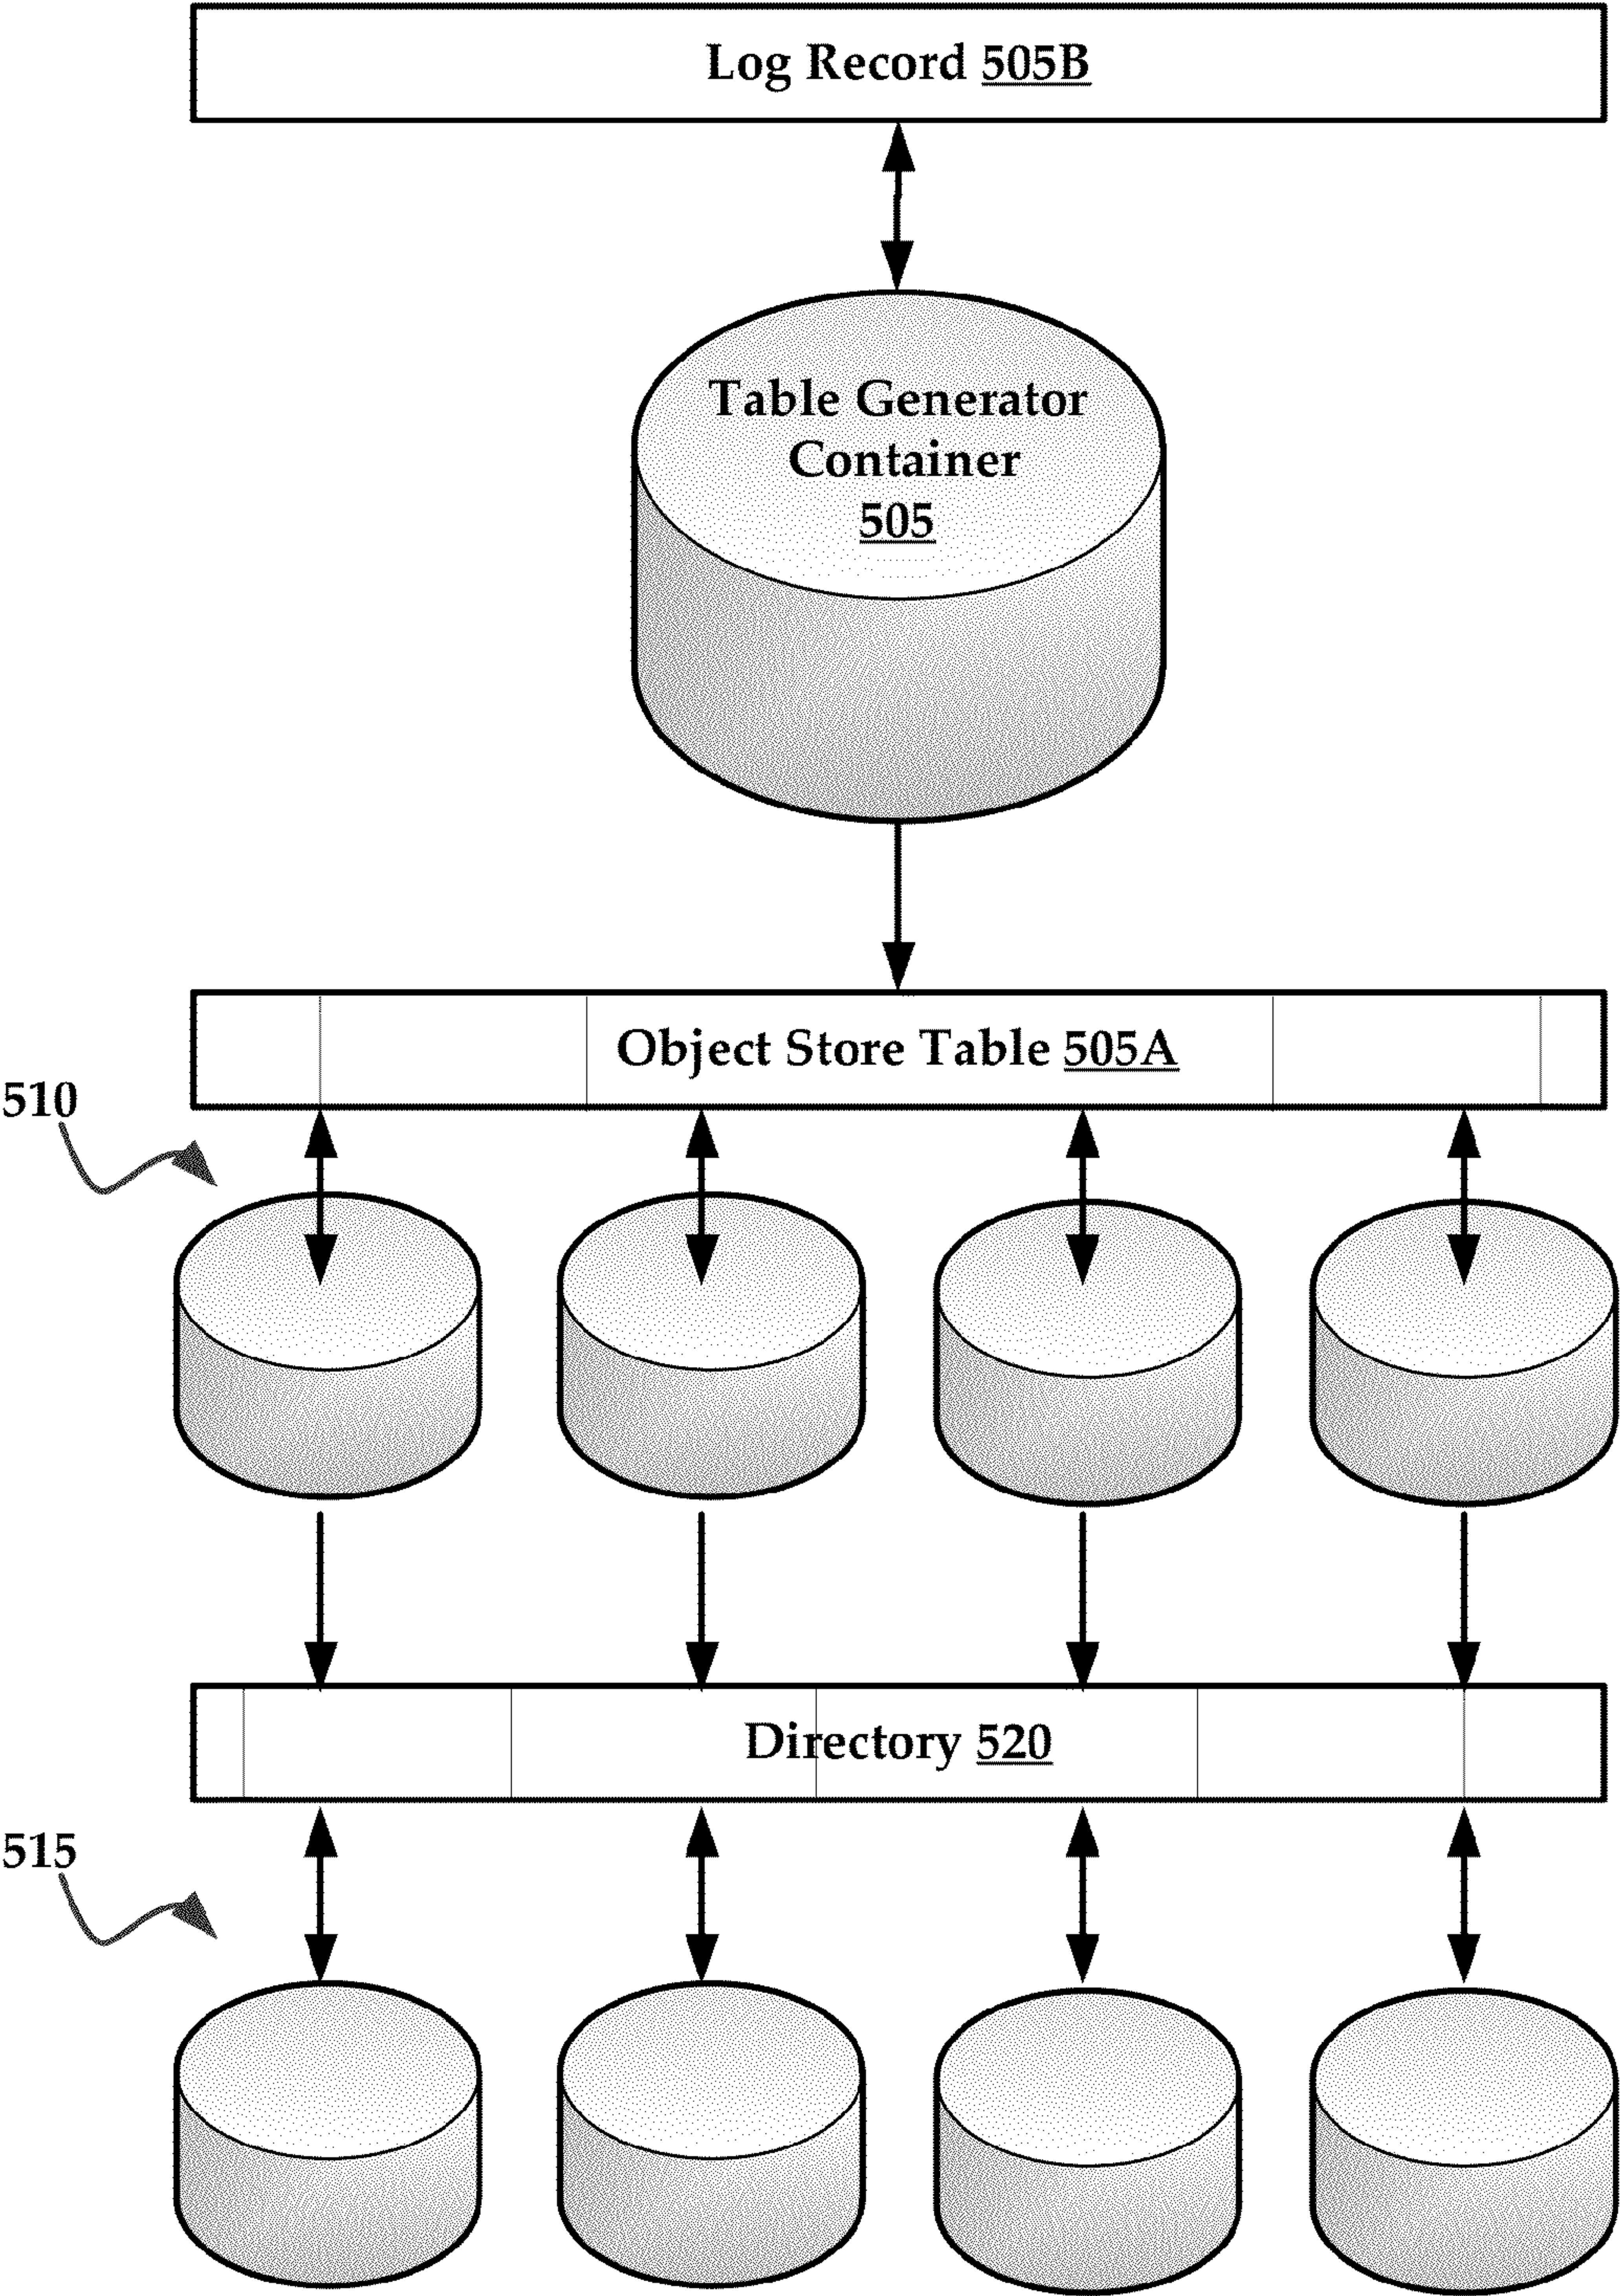 Log Record 505B
Table Generator
Container
505
Object Store Table 505A
510
Directory 520
515